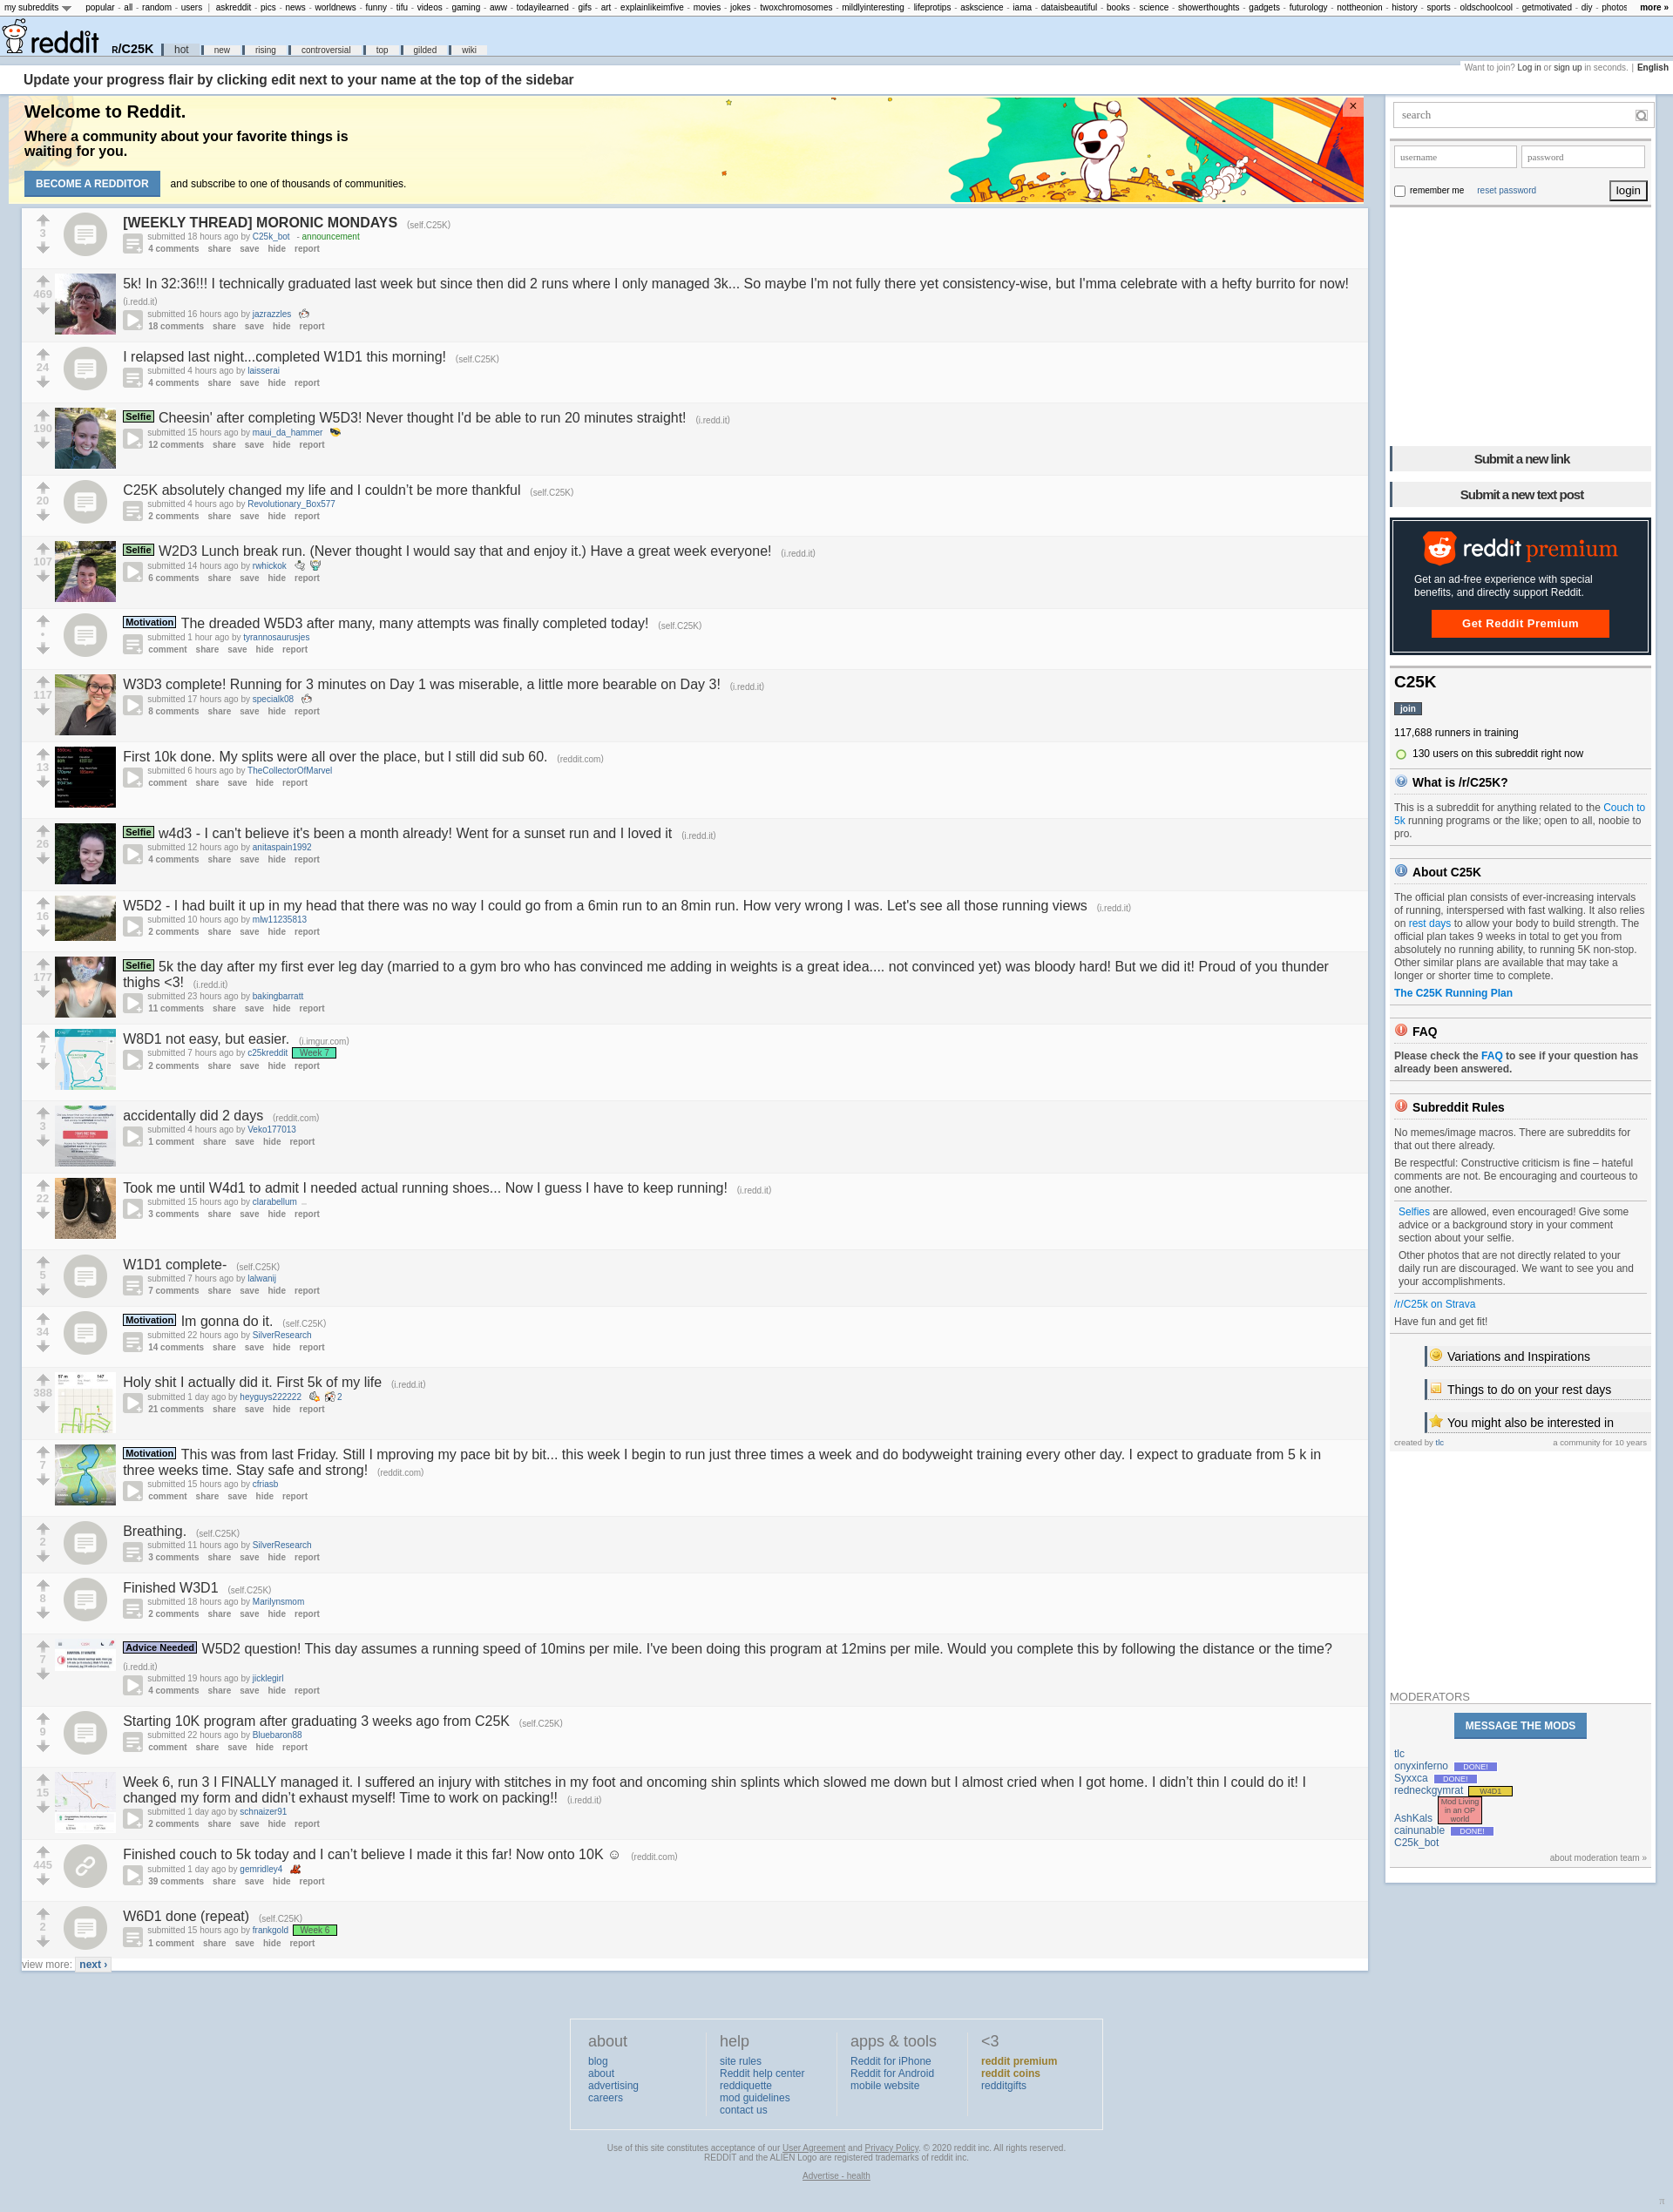 my subreddits popular - all - random - users | askreddit - pics - news - worldnews - funny - tifu - videos - gaming - aww - todayilearned - gifs - art - explainlikeimfive - movies - jokes - twoxchromosomes - mildlyinteresting - lifeprotips - askscience - iama - dataisbeautiful - books - science - showerthoughts - gadgets - futurology - nottheonion - history - sports - oldschoolcool - getmotivated - diy - photos more »
reddit R/C25K hot new rising controversial top gilded wiki
Want to join? Log in or sign up in seconds. | English
Update your progress flair by clicking edit next to your name at the top of the sidebar
Welcome to Reddit.
Where a community about your favorite things is
waiting for you.
BECOME A REDDITOR and subscribe to one of thousands of communities.
×
[WEEKLY THREAD] MORONIC MONDAYS (self.C25K)
3
submitted 18 hours ago by C25k_bot - announcement
4 comments share save hide report
5k! In 32:36!!! I technically graduated last week but since then did 2 runs where I only managed 3k... So maybe I'm not fully there yet consistency-wise, but I'mma celebrate with a hefty burrito for now!
469
(i.redd.it)
submitted 16 hours ago by jazrazzles
18 comments share save hide report
I relapsed last night...completed W1D1 this morning! (self.C25K)
24
submitted 4 hours ago by laisserai
4 comments share save hide report
Selfie Cheesin' after completing W5D3! Never thought I'd be able to run 20 minutes straight! (i.redd.it)
190
submitted 15 hours ago by maui_da_hammer
12 comments share save hide report
C25K absolutely changed my life and I couldn’t be more thankful (self.C25K)
20
submitted 4 hours ago by Revolutionary_Box577
2 comments share save hide report
Selfie W2D3 Lunch break run. (Never thought I would say that and enjoy it.) Have a great week everyone! (i.redd.it)
107
submitted 14 hours ago by rwhickok
6 comments share save hide report
Motivation The dreaded W5D3 after many, many attempts was finally completed today! (self.C25K)
•
submitted 1 hour ago by tyrannosaurusjes
comment share save hide report
W3D3 complete! Running for 3 minutes on Day 1 was miserable, a little more bearable on Day 3! (i.redd.it)
117
submitted 17 hours ago by specialk08
8 comments share save hide report
First 10k done. My splits were all over the place, but I still did sub 60. (reddit.com)
13
submitted 6 hours ago by TheCollectorOfMarvel
comment share save hide report
Selfie w4d3 - I can't believe it's been a month already! Went for a sunset run and I loved it (i.redd.it)
26
submitted 12 hours ago by anitaspain1992
4 comments share save hide report
W5D2 - I had built it up in my head that there was no way I could go from a 6min run to an 8min run. How very wrong I was. Let's see all those running views (i.redd.it)
16
submitted 10 hours ago by mlw11235813
2 comments share save hide report
Selfie 5k the day after my first ever leg day (married to a gym bro who has convinced me adding in weights is a great idea.... not convinced yet) was bloody hard! But we did it! Proud of you thunder
177
thighs <3! (i.redd.it)
submitted 23 hours ago by bakingbarratt
11 comments share save hide report
W8D1 not easy, but easier. (i.imgur.com)
7
submitted 7 hours ago by c25kreddit Week 7
2 comments share save hide report
accidentally did 2 days (reddit.com)
3
submitted 4 hours ago by Veko177013
1 comment share save hide report
Took me until W4d1 to admit I needed actual running shoes... Now I guess I have to keep running! (i.redd.it)
22
submitted 15 hours ago by clarabellum
3 comments share save hide report
W1D1 complete- (self.C25K)
5
submitted 7 hours ago by lalwanij
7 comments share save hide report
Motivation Im gonna do it. (self.C25K)
34
submitted 22 hours ago by SilverResearch
14 comments share save hide report
Holy shit I actually did it. First 5k of my life (i.redd.it)
388
submitted 1 day ago by heyguys222222 2
21 comments share save hide report
Motivation This was from last Friday. Still I mproving my pace bit by bit... this week I begin to run just three times a week and do bodyweight training every other day. I expect to graduate from 5 k in
7
three weeks time. Stay safe and strong! (reddit.com)
submitted 15 hours ago by cfriasb
comment share save hide report
Breathing. (self.C25K)
2
submitted 11 hours ago by SilverResearch
3 comments share save hide report
Finished W3D1 (self.C25K)
8
submitted 18 hours ago by Marilynsmom
2 comments share save hide report
Advice Needed W5D2 question! This day assumes a running speed of 10mins per mile. I've been doing this program at 12mins per mile. Would you complete this by following the distance or the time?
7
(i.redd.it)
submitted 19 hours ago by jicklegirl
4 comments share save hide report
Starting 10K program after graduating 3 weeks ago from C25K (self.C25K)
9
submitted 22 hours ago by Bluebaron88
comment share save hide report
Week 6, run 3 I FINALLY managed it. I suffered an injury with stitches in my foot and oncoming shin splints which slowed me down but I almost cried when I got home. I didn’t thin I could do it! I
15
changed my form and didn’t exhaust myself! Time to work on packing!! (i.redd.it)
submitted 1 day ago by schnaizer91
2 comments share save hide report
Finished couch to 5k today and I can’t believe I made it this far! Now onto 10K ☺ (reddit.com)
445
submitted 1 day ago by gemridley4
39 comments share save hide report
W6D1 done (repeat) (self.C25K)
2
submitted 15 hours ago by frankgold Week 6
1 comment share save hide report
view more: next ›
search
username password
remember me reset password login
Submit a new link
Submit a new text post
reddit premium
Get an ad-free experience with special
benefits, and directly support Reddit.
Get Reddit Premium
C25K
join
117,688 runners in training
130 users on this subreddit right now
What is /r/C25K?
This is a subreddit for anything related to the Couch to
5k running programs or the like; open to all, noobie to
pro.
About C25K
The official plan consists of ever-increasing intervals
of running, interspersed with fast walking. It also relies
on rest days to allow your body to build strength. The
official plan takes 9 weeks in total to get you from
absolutely no running ability, to running 5K non-stop.
Other similar plans are available that may take a
longer or shorter time to complete.
The C25K Running Plan
FAQ
Please check the FAQ to see if your question has
already been answered.
Subreddit Rules
No memes/image macros. There are subreddits for
that out there already.
Be respectful: Constructive criticism is fine – hateful
comments are not. Be encouraging and courteous to
one another.
Selfies are allowed, even encouraged! Give some
advice or a background story in your comment
section about your selfie.
Other photos that are not directly related to your
daily run are discouraged. We want to see you and
your accomplishments.
/r/C25k on Strava
Have fun and get fit!
Variations and Inspirations
Things to do on your rest days
You might also be interested in
created by tlc a community for 10 years
MODERATORS
MESSAGE THE MODS
tlc
onyxinferno DONE!
Syxxca DONE!
redneckgymrat W4D1
AshKals Mod Living
in an OP
world
cainunable DONE!
C25k_bot
about moderation team »
about
blog
about
advertising
careers
help
site rules
Reddit help center
reddiquette
mod guidelines
contact us
apps & tools
Reddit for iPhone
Reddit for Android
mobile website
<3
reddit premium
reddit coins
redditgifts
Use of this site constitutes acceptance of our User Agreement and Privacy Policy. © 2020 reddit inc. All rights reserved.
REDDIT and the ALIEN Logo are registered trademarks of reddit inc.
Advertise - health
π